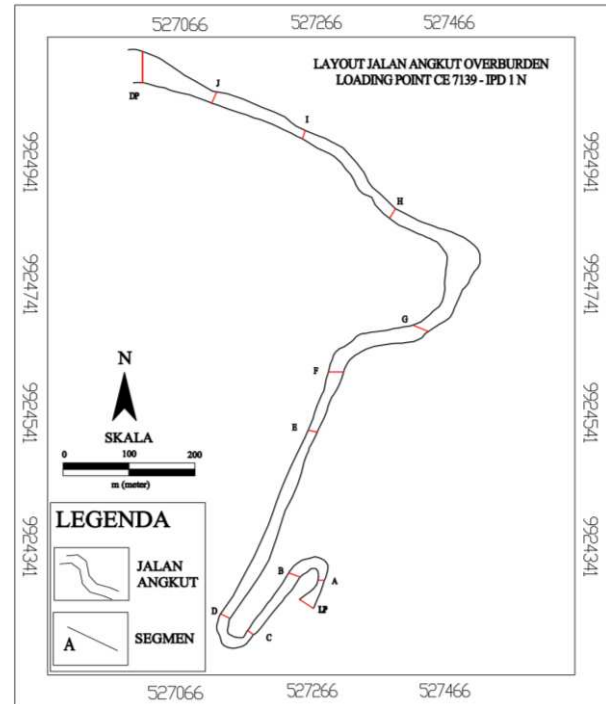 527066 527266 527466
LAYOUT JALAN ANGKUT OVERBURDEN
LOADING POINT CE 7139 - IPD 1 N
DP
J
I
H
G
F
E
D
C
B
A
LP
9924941
9924741
9924541
9924341
9924941
9924741
9924541
9924341
N
SKALA
0 100 200
m (meter)
LEGENDA
JALAN
ANGKUT
A
SEGMEN
527066 527266 527466